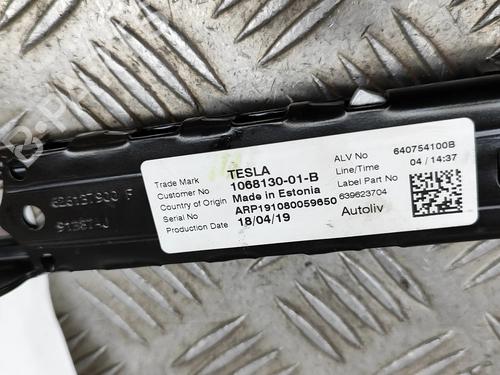 Trade Mark TESLA
Customer No 1068130-01-B
Country of Origin Made in Estonia
Serial No ARP191080059650
Production Date 18/04/19
ALV No 640754100B
Line/Time 04 / 14:37
Label Part No
639623704
Autoliv